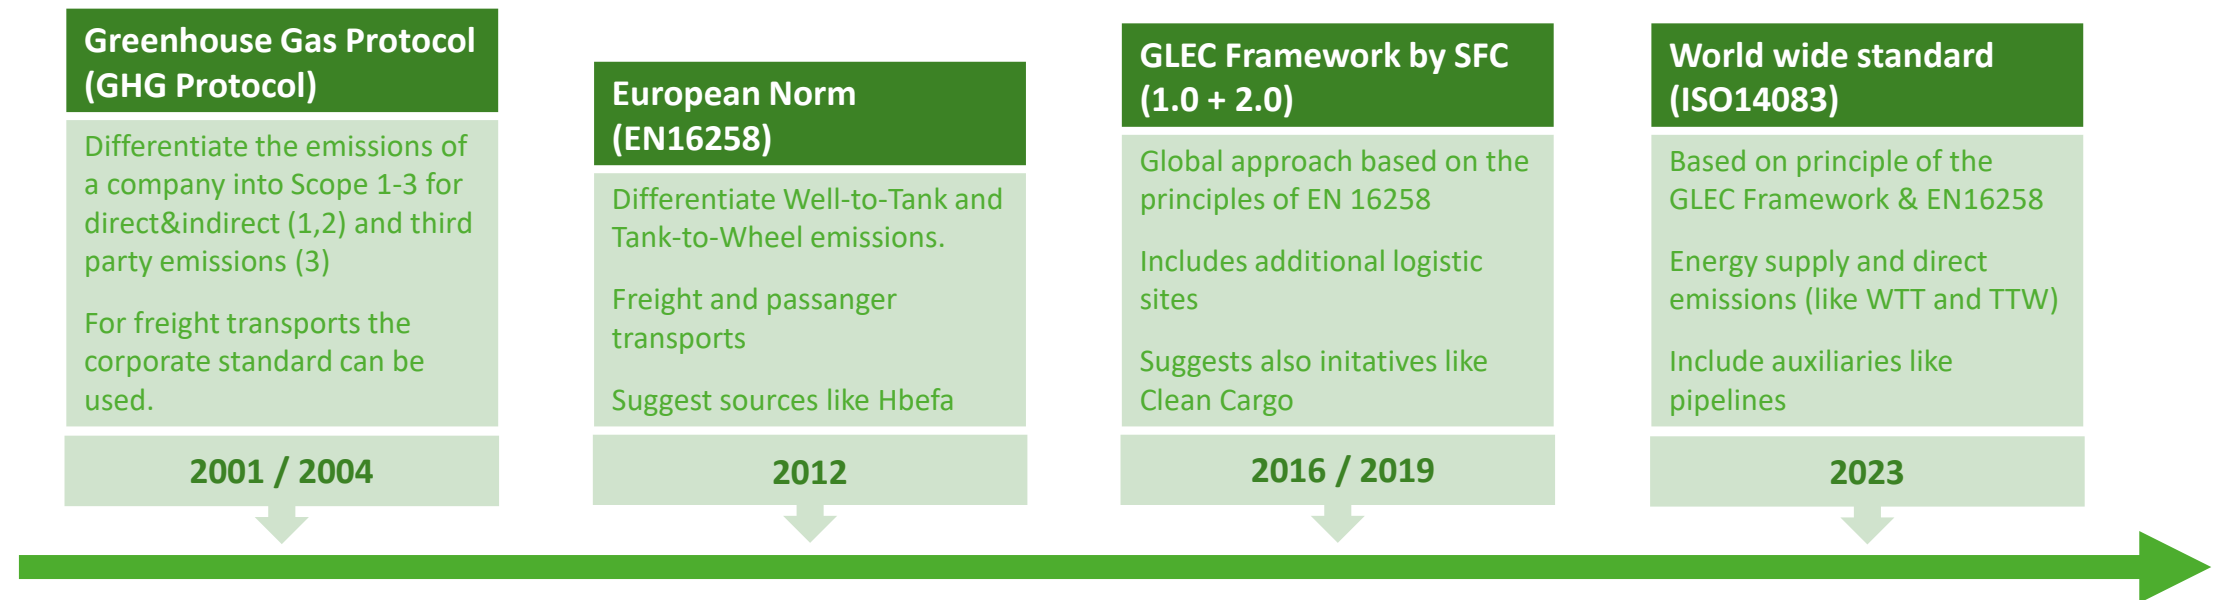 Greenhouse Gas Protocol
(GHG Protocol)
Differentiate the emissions of
a company into Scope 1-3 for
direct&indirect (1,2) and third
party emissions (3)
For freight transports the
corporate standard can be
used.
2001 / 2004
European Norm
(EN16258)
Differentiate Well-to-Tank and
Tank-to-Wheel emissions.
Freight and passanger
transports
Suggest sources like Hbefa
2012
GLEC Framework by SFC
(1.0 + 2.0)
Global approach based on the
principles of EN 16258
Includes additional logistic
sites
Suggests also initatives like
Clean Cargo
2016 / 2019
World wide standard
(ISO14083)
Based on principle of the
GLEC Framework & EN16258
Energy supply and direct
emissions (like WTT and TTW)
Include auxiliaries like
pipelines
2023